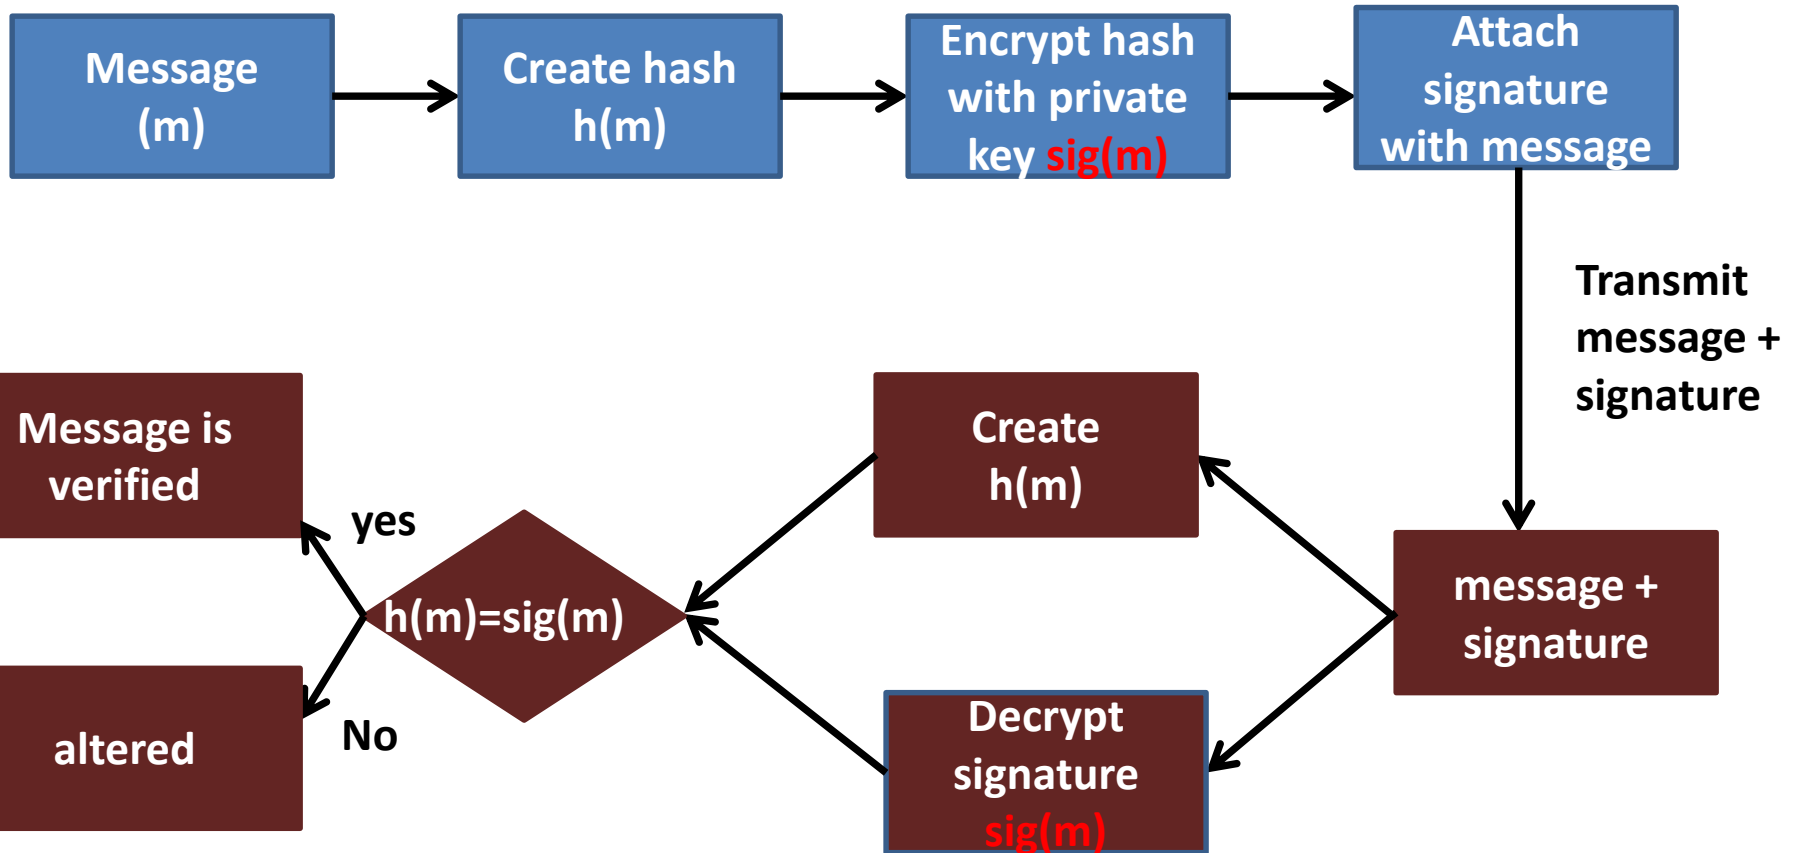 Message
(m)
Create hash
h(m)
Encrypt hash
with private
key sig(m)
Attach
signature
with message
Transmit
message +
signature
message +
signature
Create
h(m)
Decrypt
signature
sig(m)
h(m)=sig(m)
yes
No
Message is
verified
altered